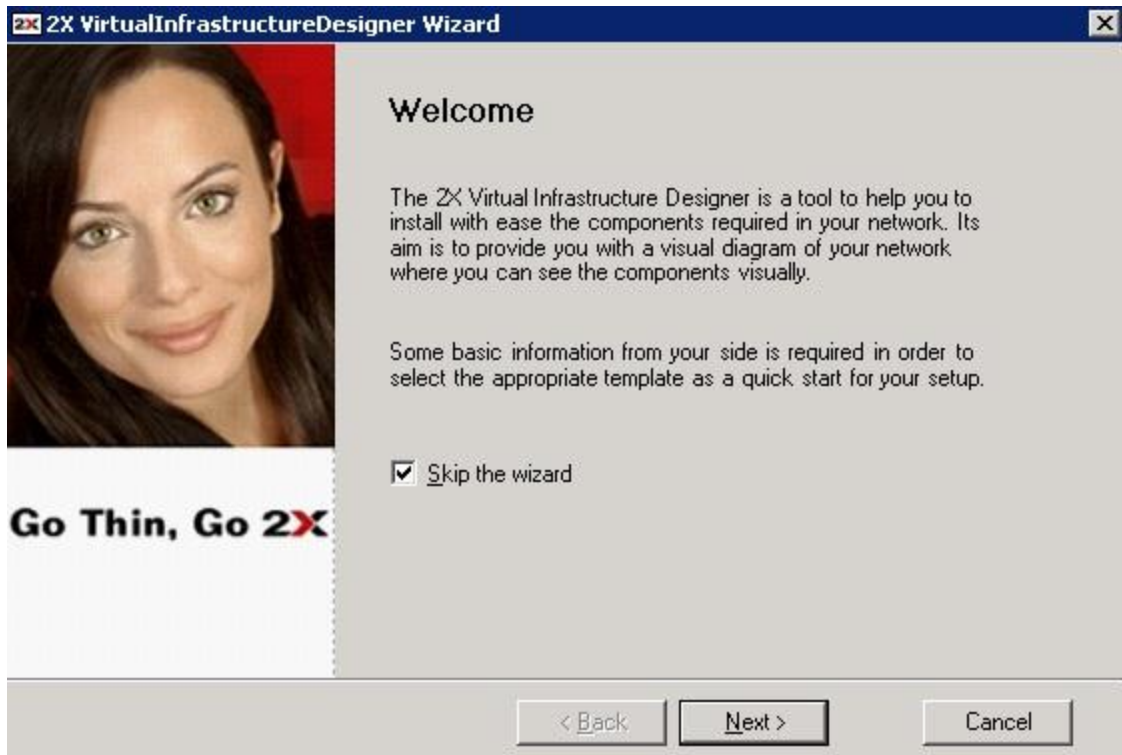 2X 2X VirtualInfrastructureDesigner Wizard
Welcome
The 2X Virtual Infrastructure Designer is a tool to help you to
install with ease the components required in your network. Its
aim is to provide you with a visual diagram of your network
where you can see the components visually.
Some basic information from your side is required in order to
select the appropriate template as a quick start for your setup.
Skip the wizard
Go Thin, Go 2X
< Back
Next >
Cancel